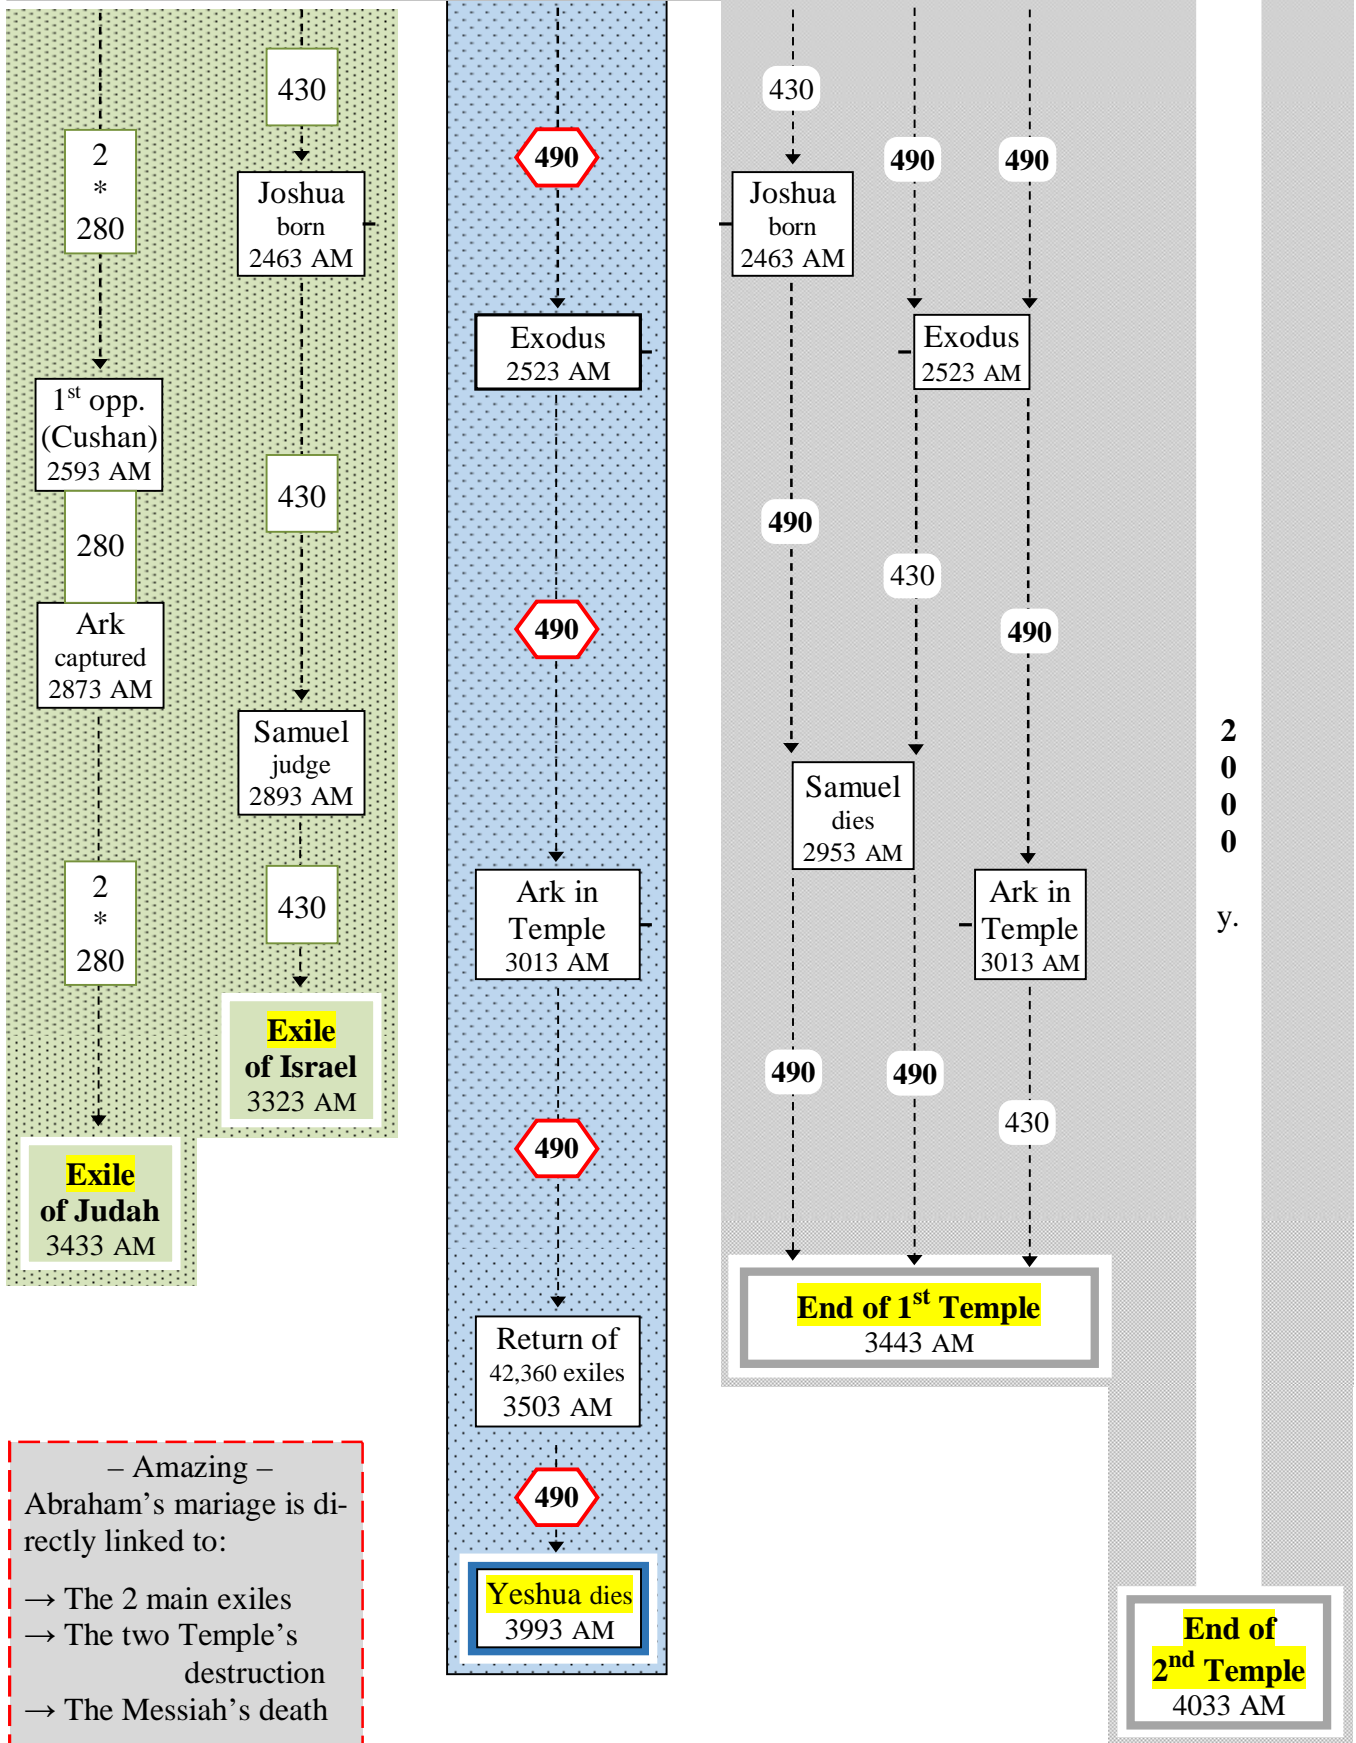 2
*
280
1st opp.
(Cushan)
2593 AM
280
Ark
captured
2873 AM
2
*
280
Exile
of Judah
3433 AM
430
Joshua
born
2463 AM
430
Samuel
judge
2893 AM
430
Exile
of Israel
3323 AM
490
Exodus
2523 AM
490
Ark in
Temple
3013 AM
490
Return of
42,360 exiles
3503 AM
490
Yeshua dies
3993 AM
430
Joshua
born
2463 AM
490
490
490
Exodus
2523 AM
430
490
Samuel
dies
2953 AM
Ark in
Temple
3013 AM
490
490
430
End of 1st Temple
3443 AM
2
0
0
0
y.
End of
2nd Temple
4033 AM
– Amazing –
Abraham’s mariage is di-
rectly linked to:
→ The 2 main exiles
→ The two Temple’s
destruction
→ The Messiah’s death